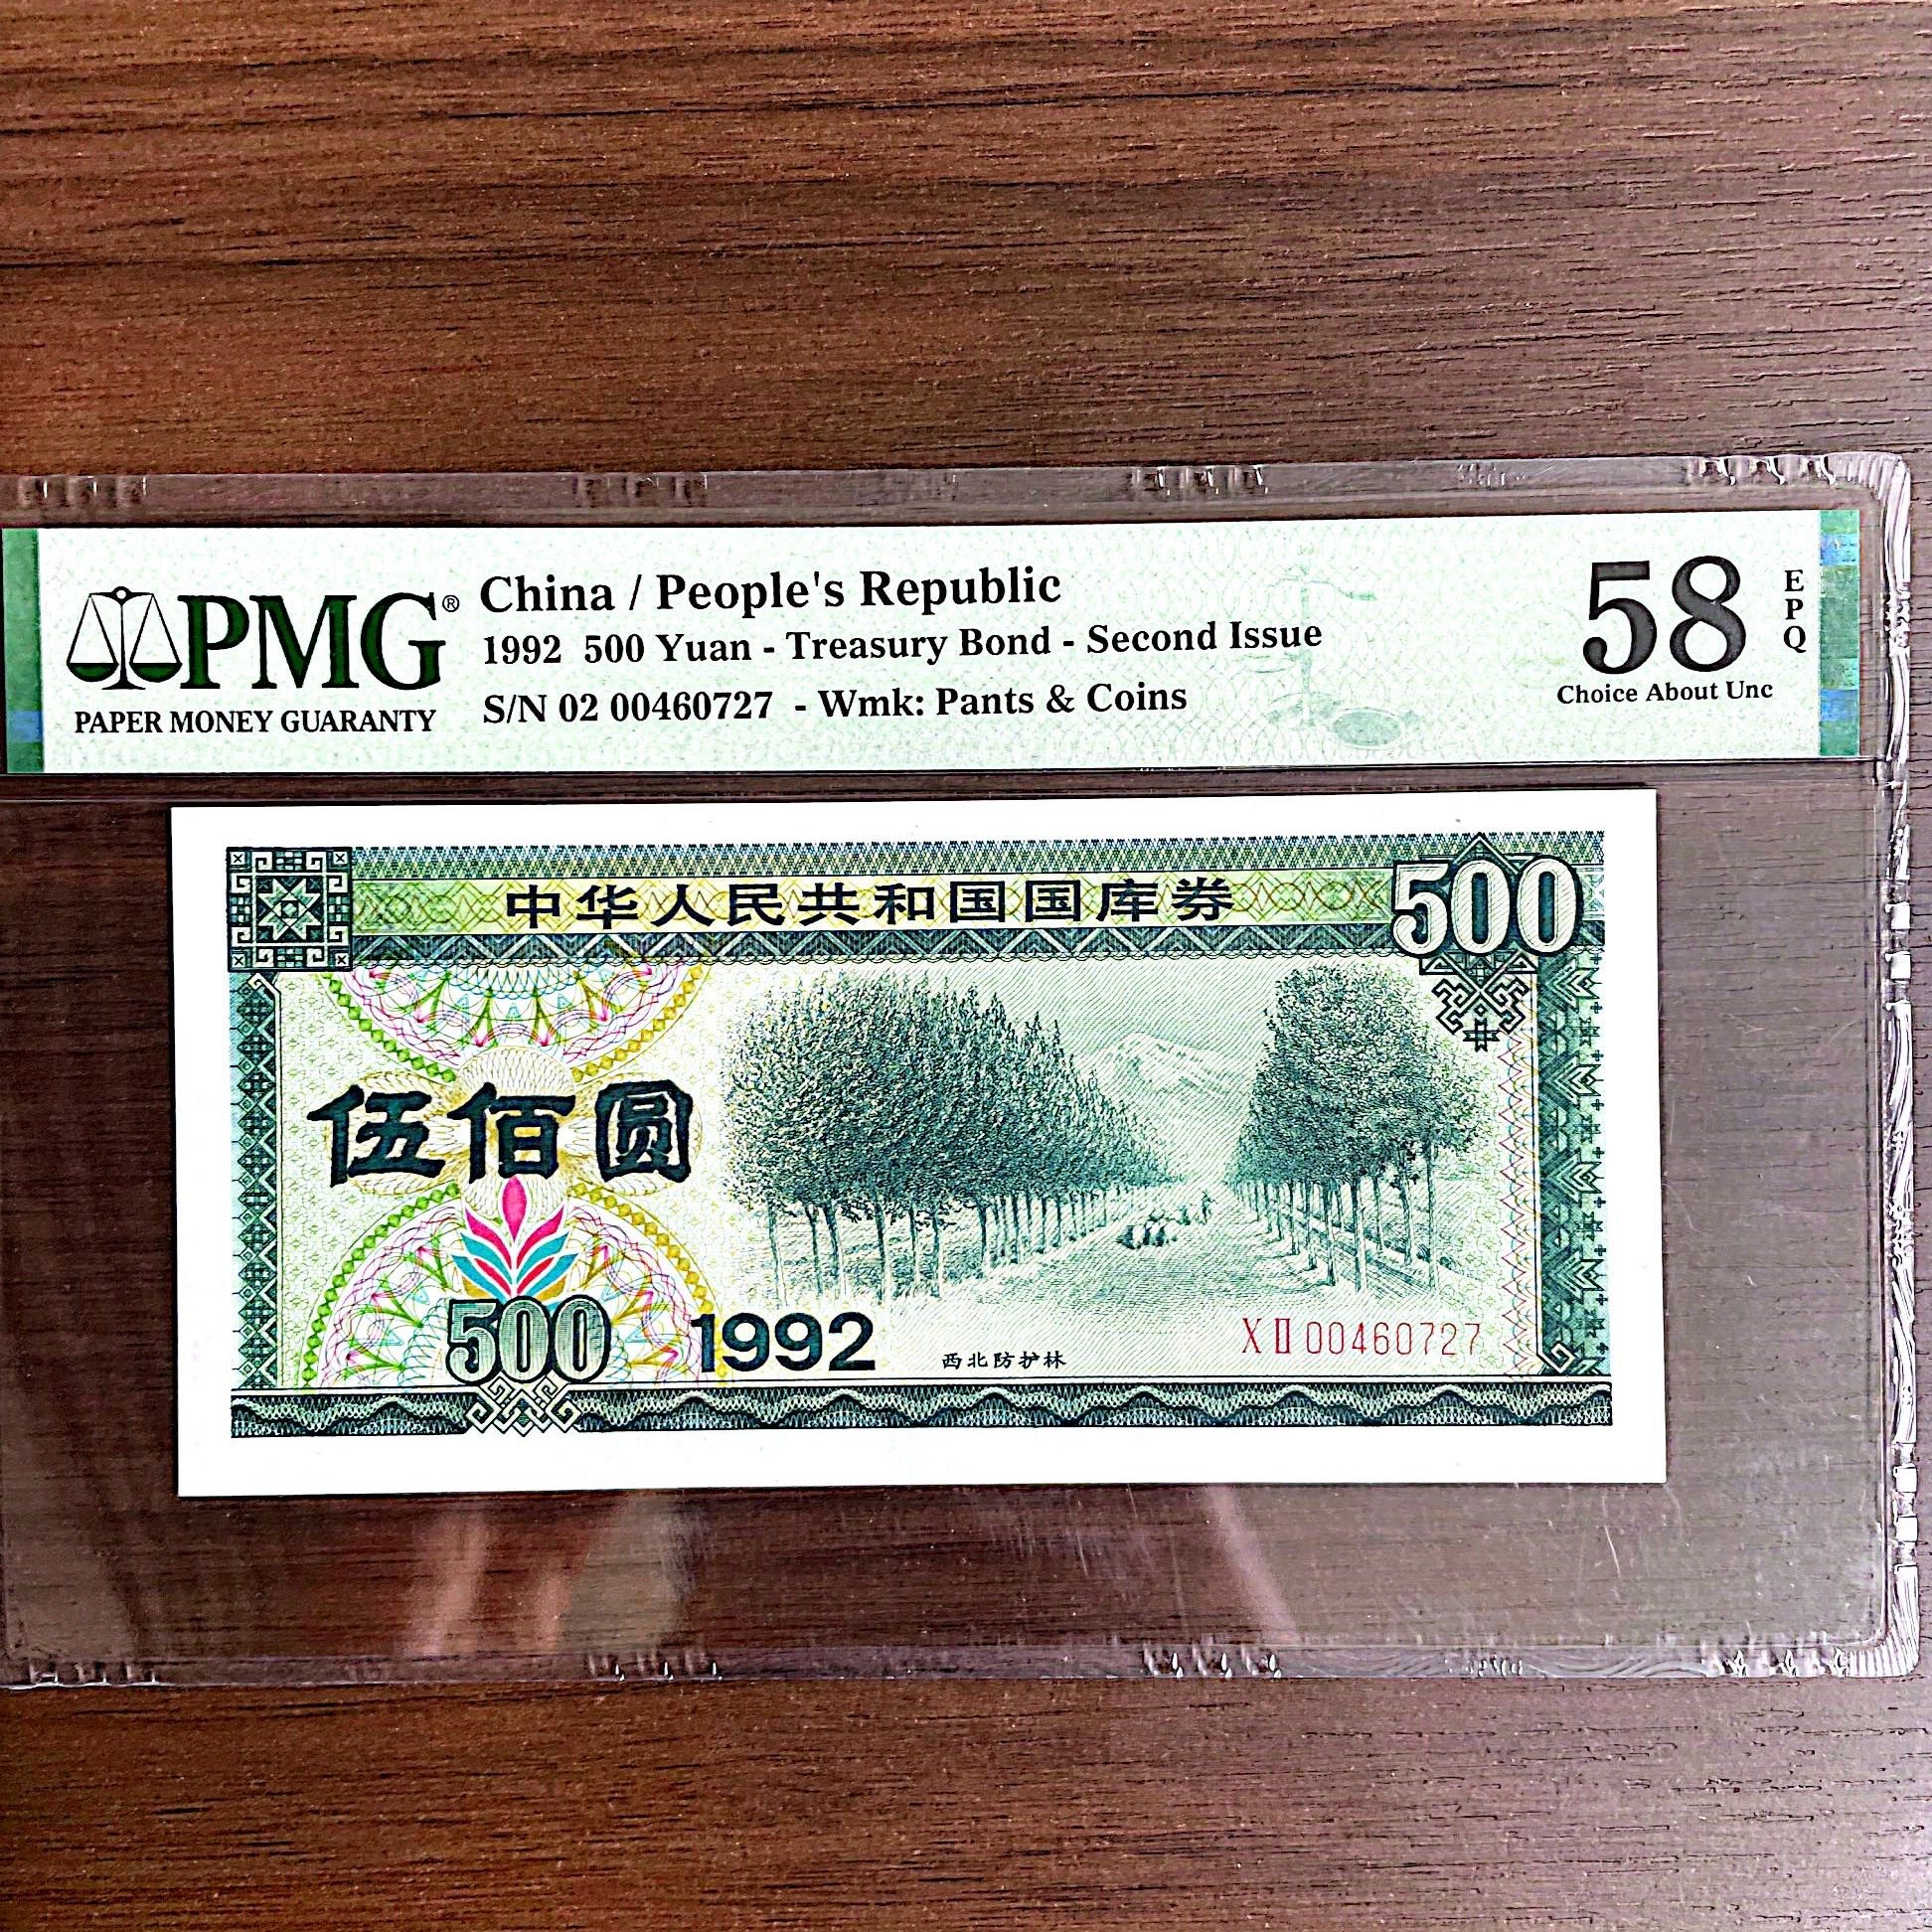 PMG®
PAPER MONEY GUARANTY
China / People's Republic
1992 500 Yuan - Treasury Bond - Second Issue
S/N 02 00460727 - Wmk: Pants & Coins
58
EPQ
Choice About Unc
中华人民共和国国库券
500
伍佰圆
500
1992
西北防护林
XⅡ00460727